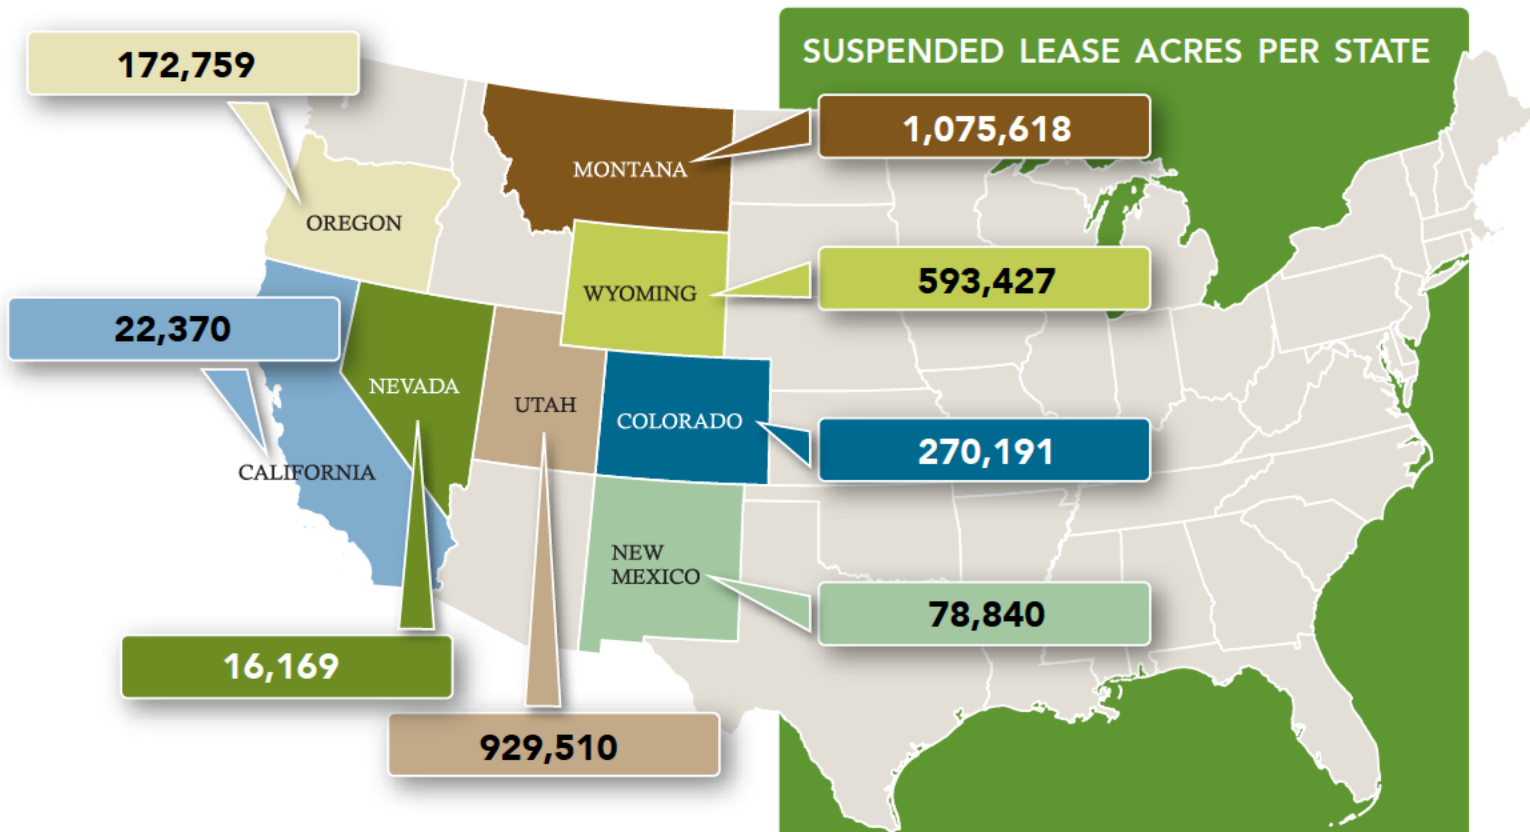 SUSPENDED LEASE ACRES PER STATE
172,759
1,075,618
MONTANA
OREGON
593,427
WYOMING
22,370
NEVADA
UTAH
COLORADO
270,191
CALIFORNIA
NEW
MEXICO
78,840
16,169
929,510